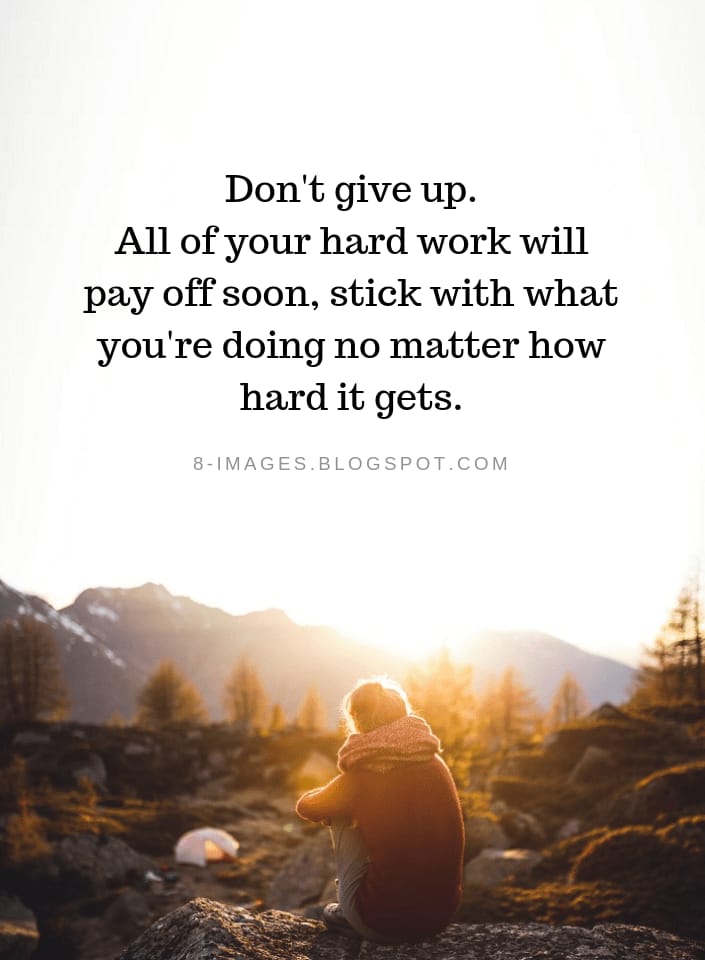 Don't give up.
All of your hard work will
pay off soon, stick with what
you're doing no matter how
hard it gets.
8-IMAGES.BLOGSPOT.COM